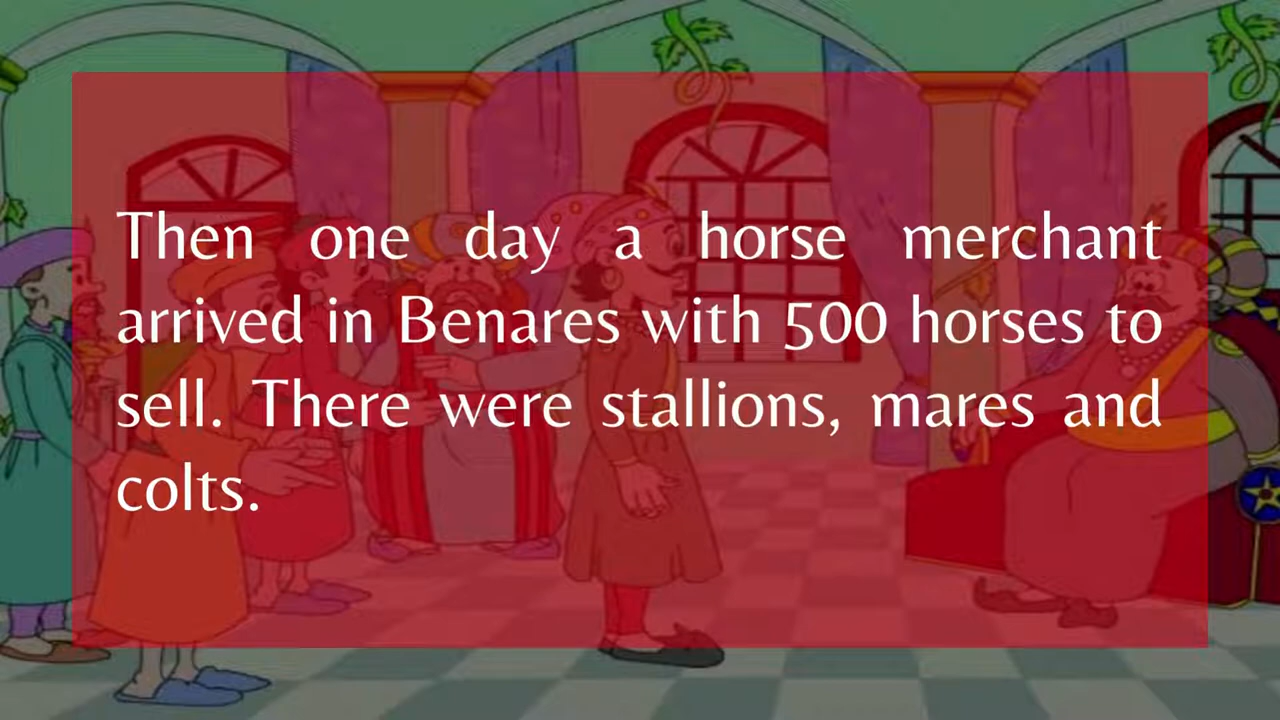 Then one day a horse merchant
arrived in Benares with 500 horses to
sell. There were stallions, mares and
colts.